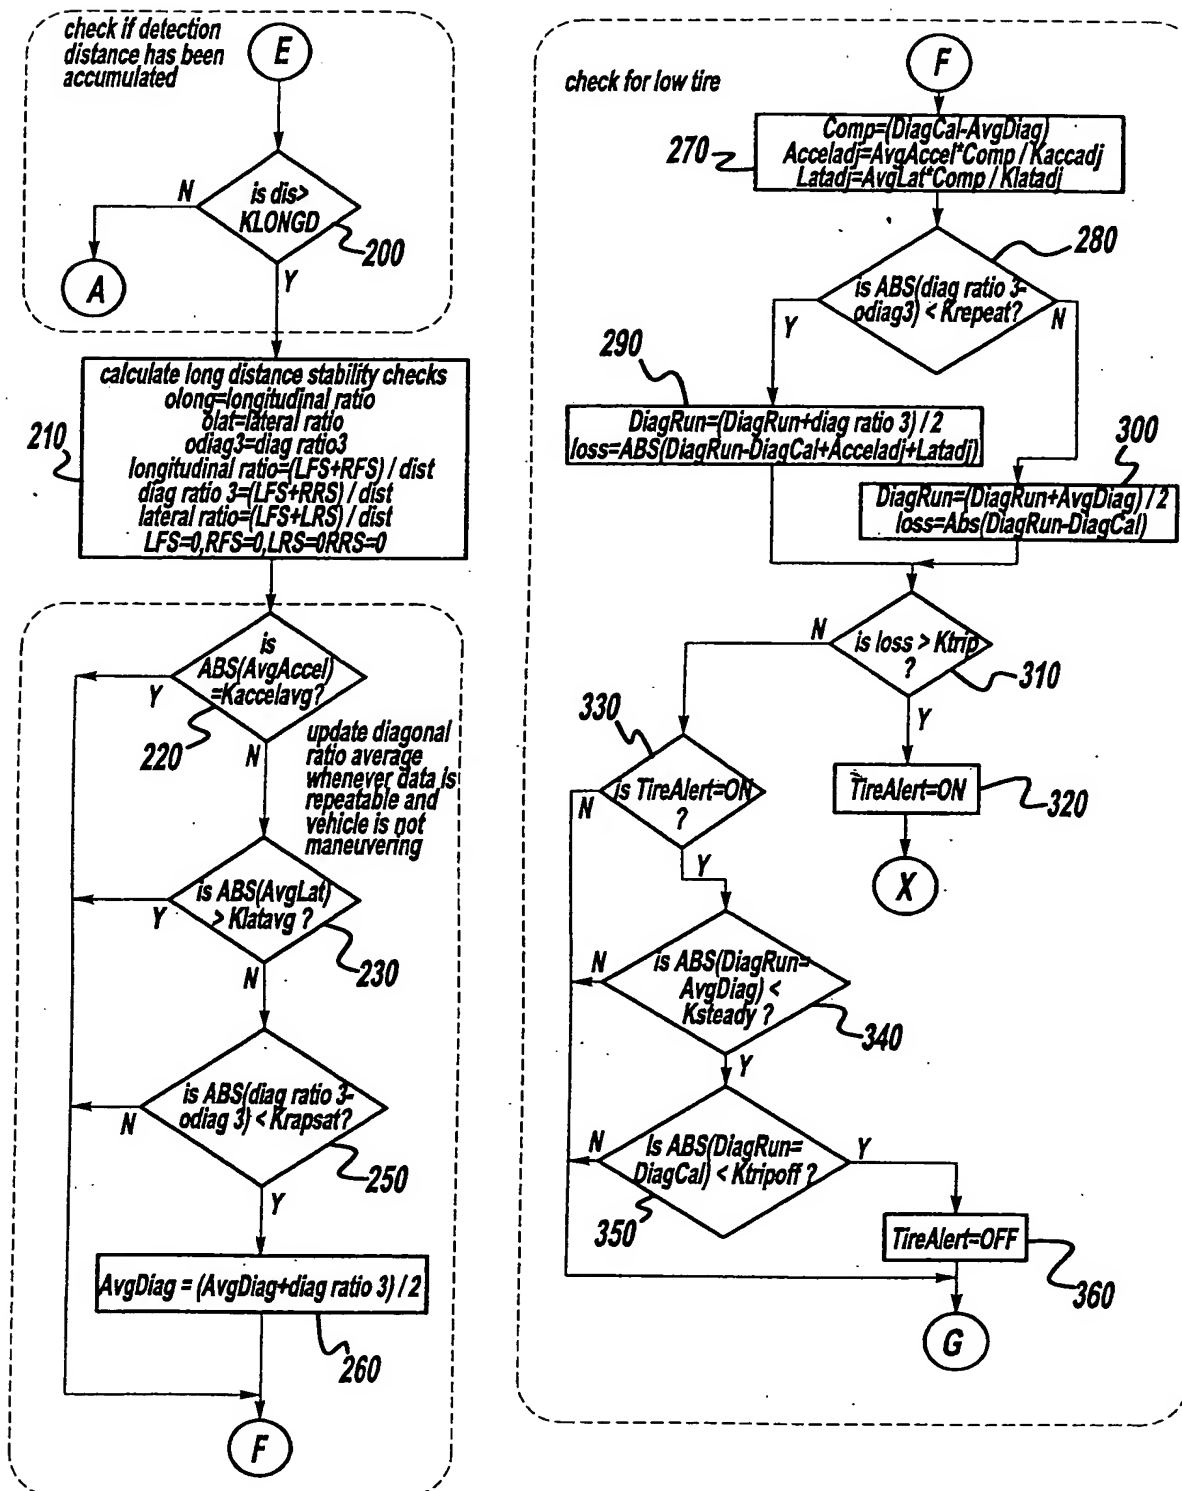 check if detection
distance has been
accumulated
E
is dis>
KLONGD
N
200
A
Y
calculate long distance stability checks
olong=longitudinal ratio
olat=lateral ratio
odiag3=diag ratio3
longitudinal ratio=(LFS+RFS) / dist
diag ratio 3=(LFS+RRS) / dist
lateral ratio=(LFS+LRS) / dist
LFS=0,RFS=0,LRS=0RRS=0
210
is
ABS(AvgAccel)
=Kaccelavg?
Y
220
N
update diagonal
ratio average
whenever data is
repeatable and
vehicle is not
maneuvering
is ABS(AvgLat)
> Klatavg ?
Y
230
N
is ABS(diag ratio 3-
odiag 3) < Krapsat?
N
250
Y
AvgDiag = (AvgDiag+diag ratio 3) / 2
260
F
check for low tire
F
Comp=(DiagCal-AvgDiag)
Acceladj=AvgAccel*Comp / Kaccadj
Latadj=AvgLat*Comp / Klatadj
270
280
is ABS(diag ratio 3-
odiag3) < Krepeat?
Y
N
290
DiagRun=(DiagRun+diag ratio 3) / 2
loss=ABS(DiagRun-DiagCal+Acceladj+Latadj)
300
DiagRun=(DiagRun+AvgDiag) / 2
loss=Abs(DiagRun-DiagCal)
N
is loss > Ktrip
?
310
Y
330
is TireAlert=ON
?
N
TireAlert=ON
320
Y
X
N
is ABS(DiagRun=
AvgDiag) <
Ksteady ?
340
Y
N
Is ABS(DiagRun=
DiagCal) < Ktripoff ?
Y
350
TireAlert=OFF
360
G